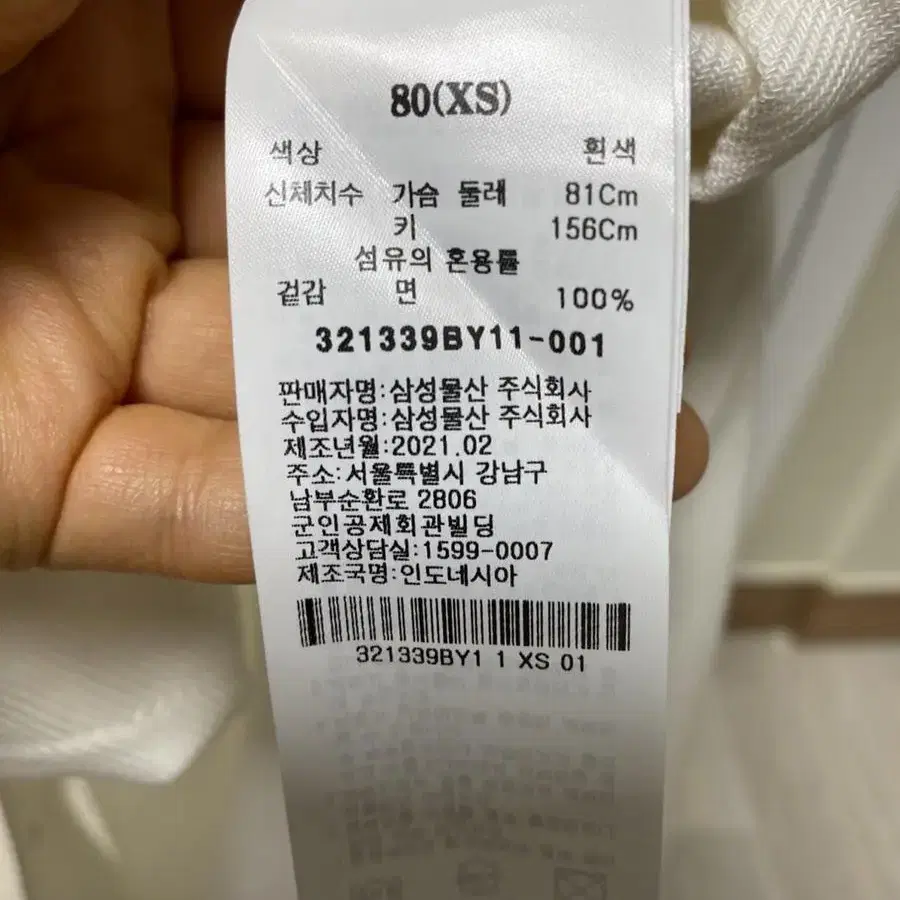 80(XS)
색상 흰색
신체치수 가슴 둘레 81Cm
키 156Cm
섬유의 혼용률
겉감 면 100%
321339BY11-001
판매자명:삼성물산 주식회사
수입자명:삼성물산 주식회사
제조년월:2021.02
주소:서울특별시 강남구
남부순환로 2806
군인공제회관빌딩
고객상담실:1599-0007
제조국명:인도네시아
321339BY1 1 XS 01